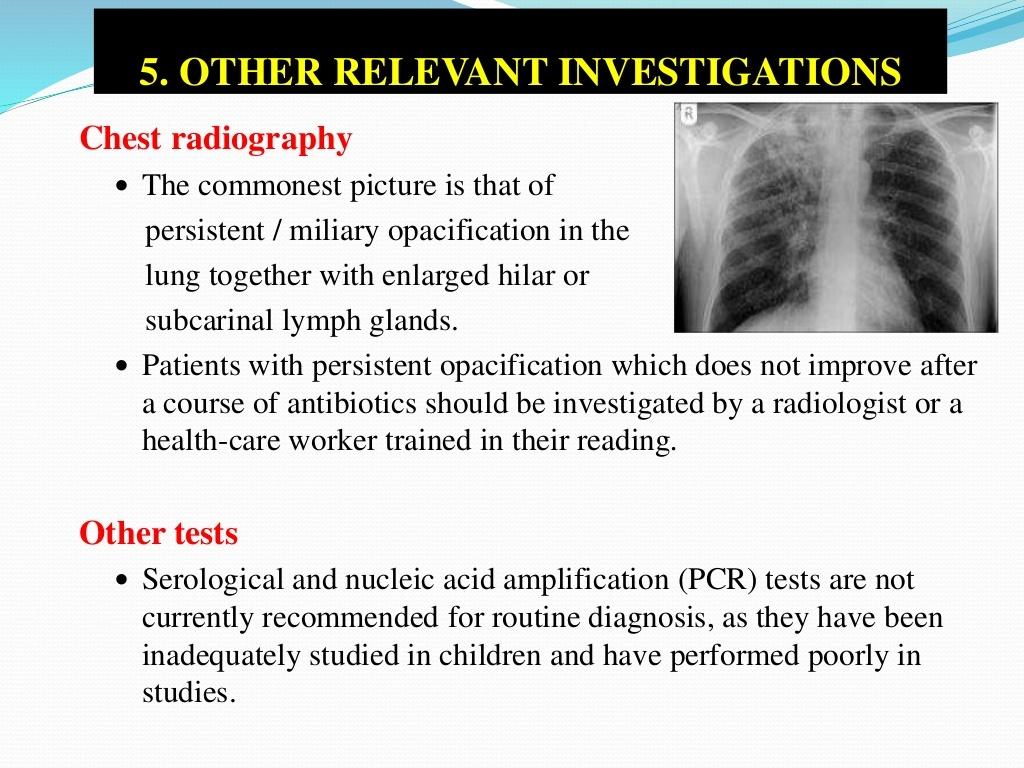 5. OTHER RELEVANT INVESTIGATIONS
Chest radiography
R
• The commonest picture is that of
persistent / miliary opacification in the
lung together with enlarged hilar or
subcarinal lymph glands.
• Patients with persistent opacification which does not improve after
a course of antibiotics should be investigated by a radiologist or a
health-care worker trained in their reading.
Other tests
• Serological and nucleic acid amplification (PCR) tests are not
currently recommended for routine diagnosis, as they have been
inadequately studied in children and have performed poorly in
studies.